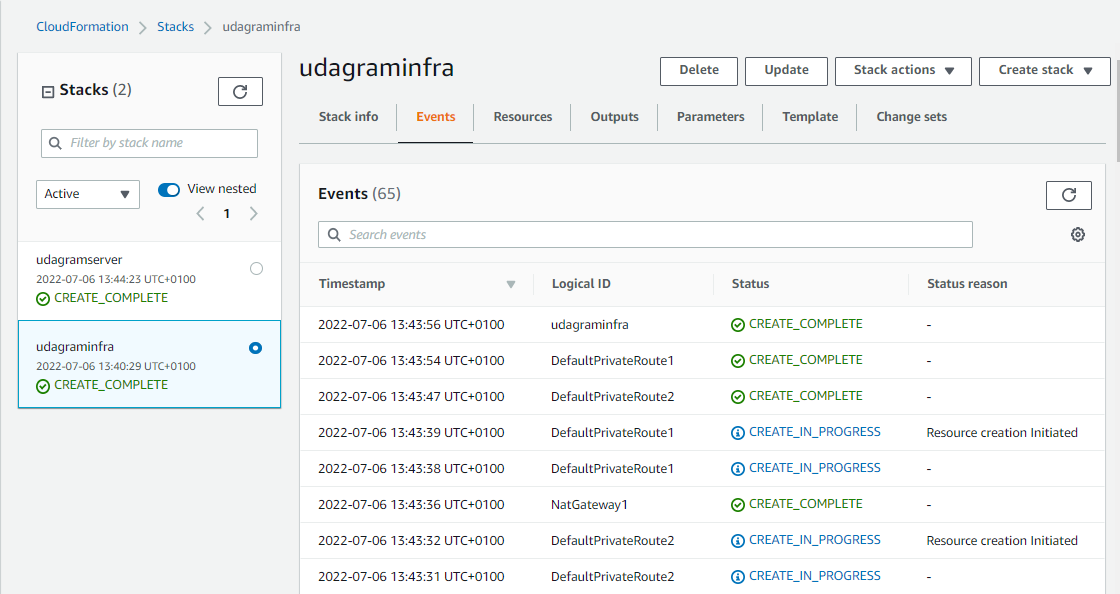 CloudFormation > Stacks > udagraminfra
Stacks (2)
Filter by stack name
Active
View nested
1
udagramserver
2022-07-06 13:44:23 UTC+0100
CREATE_COMPLETE
udagraminfra
2022-07-06 13:40:29 UTC+0100
CREATE_COMPLETE
udagraminfra
Delete Update Stack actions Create stack
Stack info Events Resources Outputs Parameters Template Change sets
Events (65)
Search events
Timestamp Logical ID Status Status reason
2022-07-06 13:43:56 UTC+0100 udagraminfra CREATE_COMPLETE -
2022-07-06 13:43:54 UTC+0100 DefaultPrivateRoute1 CREATE_COMPLETE -
2022-07-06 13:43:47 UTC+0100 DefaultPrivateRoute2 CREATE_COMPLETE -
2022-07-06 13:43:39 UTC+0100 DefaultPrivateRoute1 CREATE_IN_PROGRESS Resource creation Initiated
2022-07-06 13:43:38 UTC+0100 DefaultPrivateRoute1 CREATE_IN_PROGRESS -
2022-07-06 13:43:36 UTC+0100 NatGateway1 CREATE_COMPLETE -
2022-07-06 13:43:32 UTC+0100 DefaultPrivateRoute2 CREATE_IN_PROGRESS Resource creation Initiated
2022-07-06 13:43:31 UTC+0100 DefaultPrivateRoute2 CREATE_IN_PROGRESS -